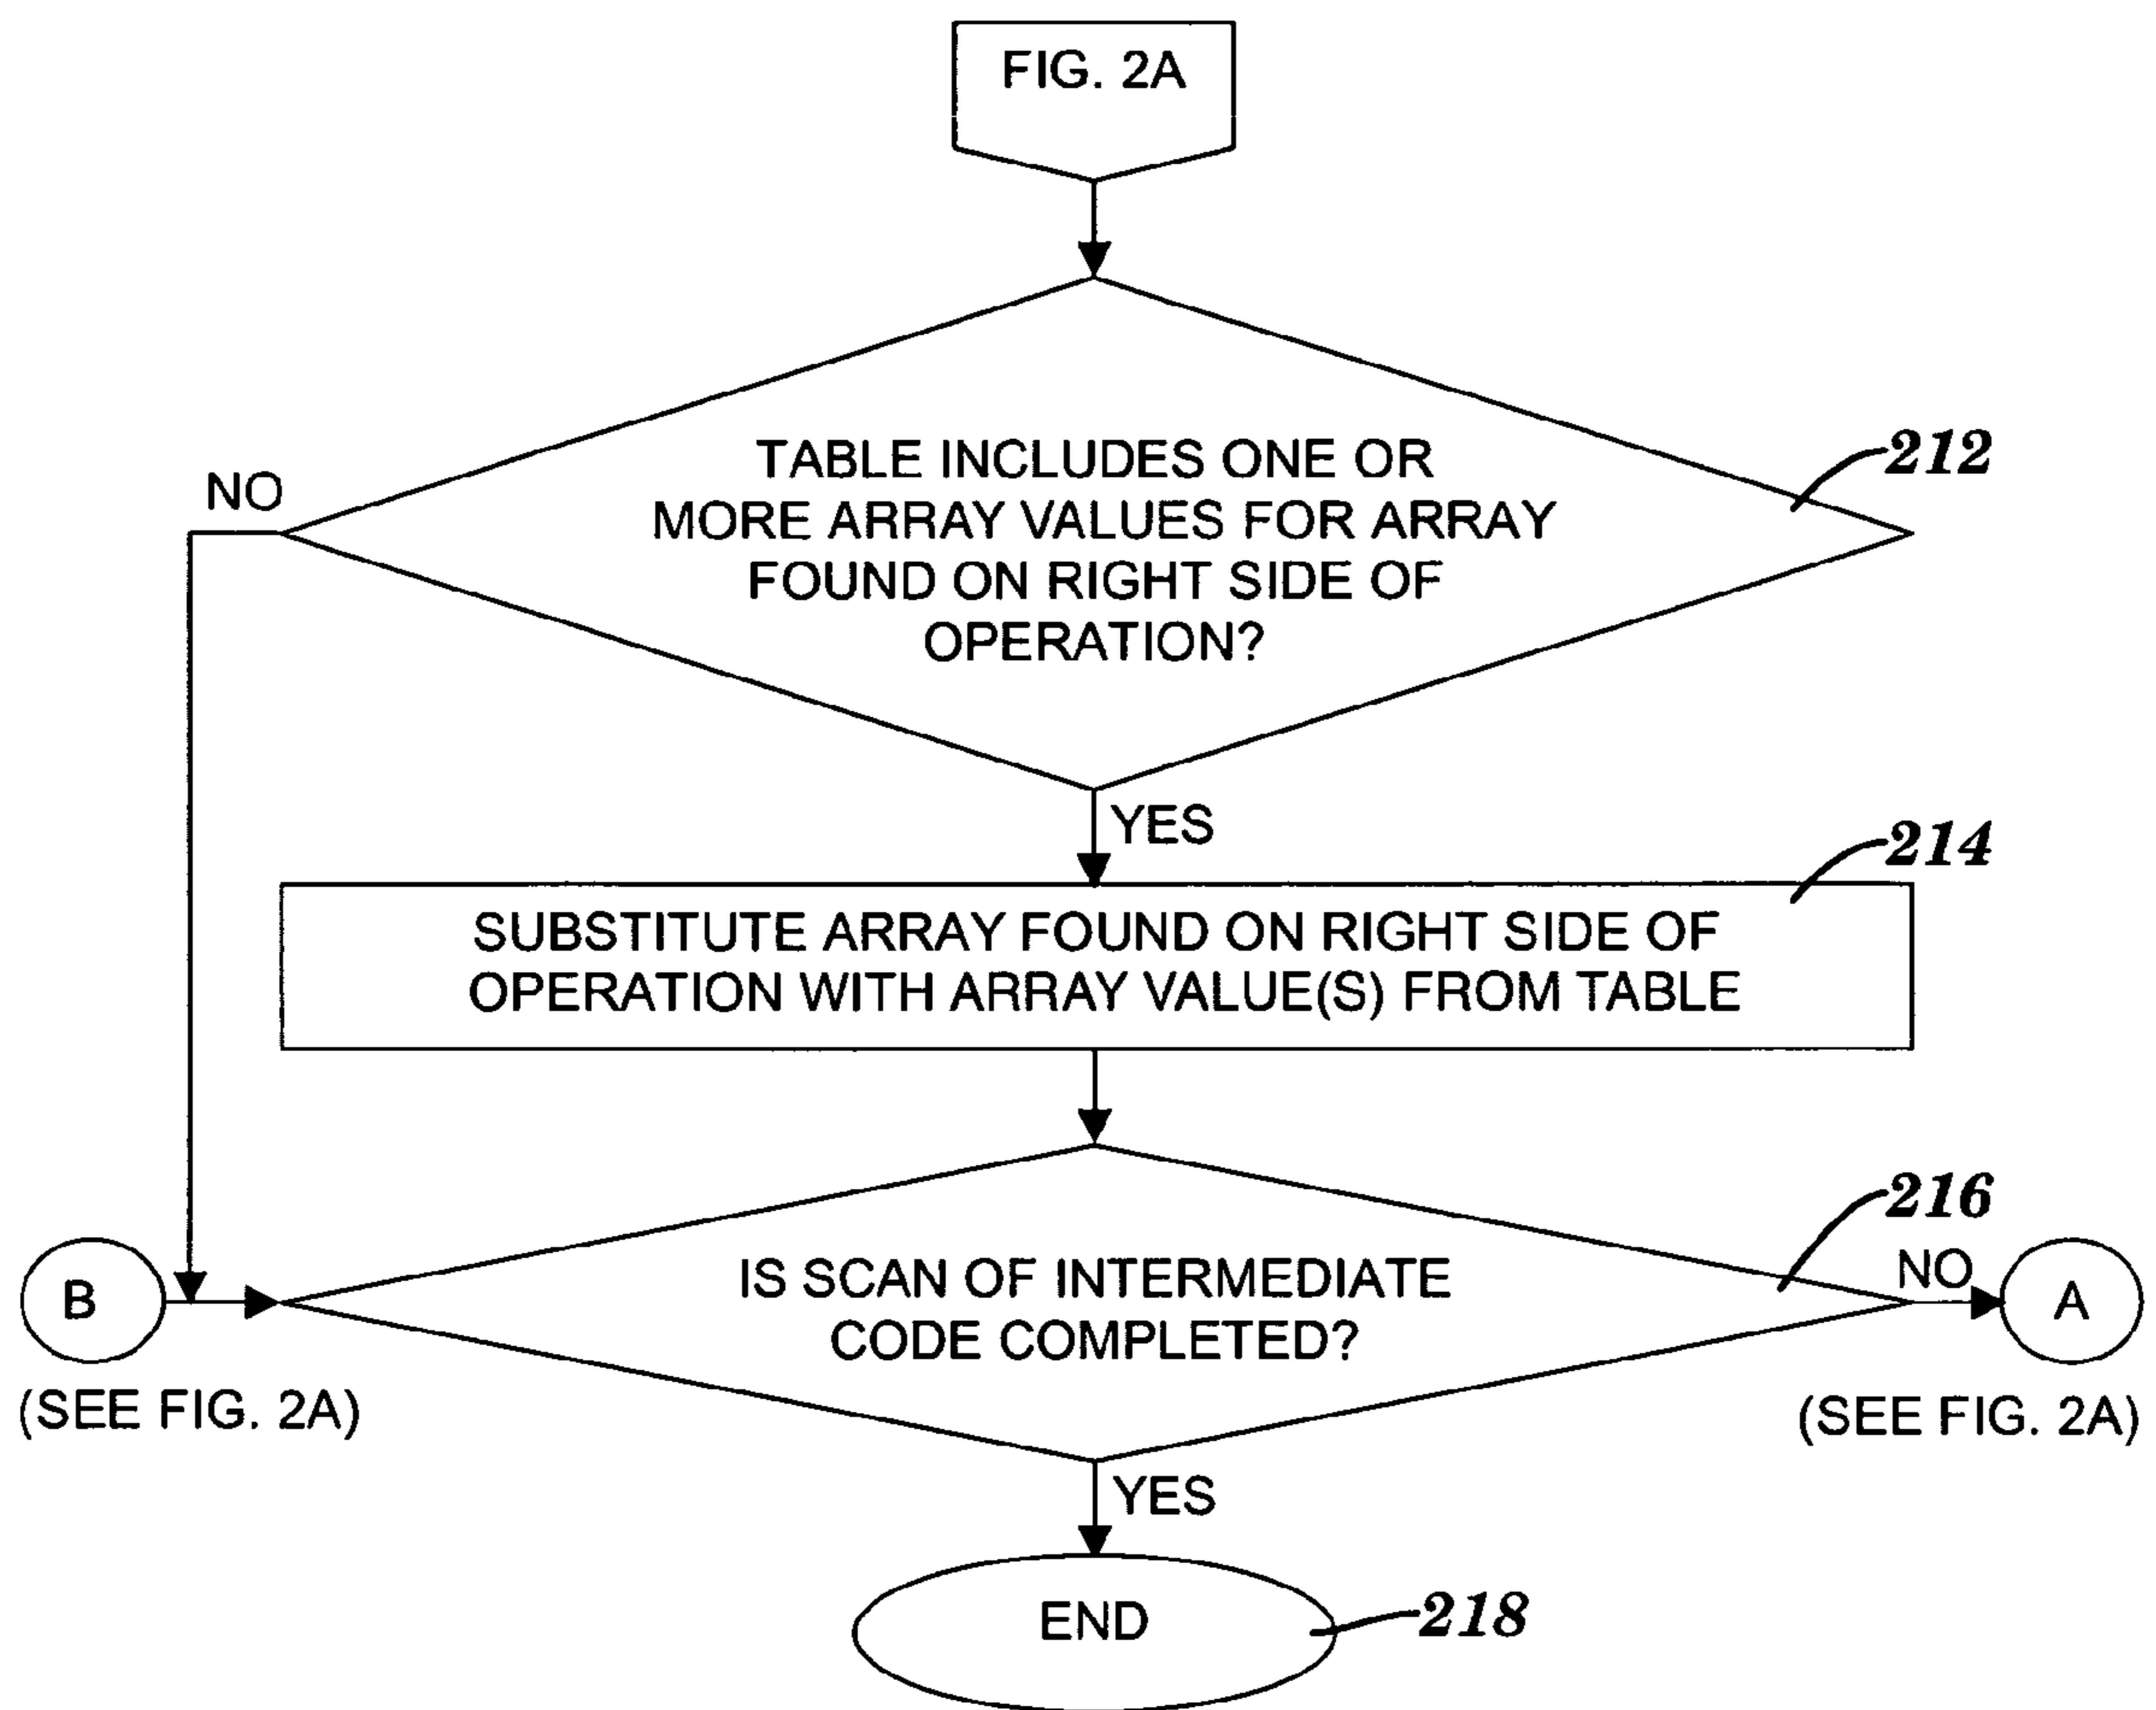 FIG. 2A
TABLE INCLUDES ONE OR
MORE ARRAY VALUES FOR ARRAY
FOUND ON RIGHT SIDE OF
OPERATION?
212
NO
YES
214
SUBSTITUTE ARRAY FOUND ON RIGHT SIDE OF
OPERATION WITH ARRAY VALUE(S) FROM TABLE
216
B
IS SCAN OF INTERMEDIATE
CODE COMPLETED?
NO
A
(SEE FIG. 2A)
(SEE FIG. 2A)
YES
END
218